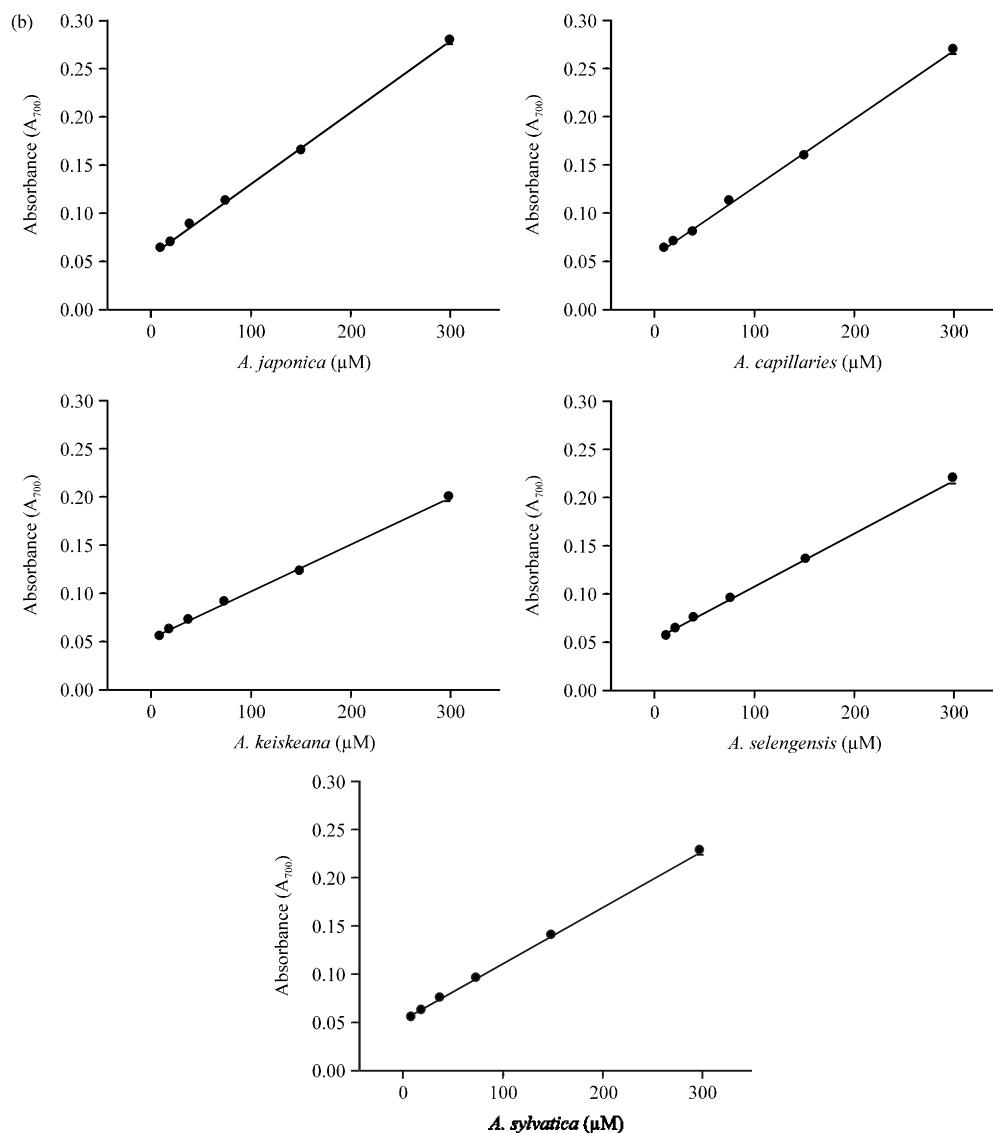 (b)
0.30
0.25
0.20
0.15
0.10
0.05
0.00
Absorbance (A700)
0 100 200 300
A. japonica (µM)
0.30
0.25
0.20
0.15
0.10
0.05
0.00
Absorbance (A700)
0 100 200 300
A. capillaries (µM)
0.30
0.25
0.20
0.15
0.10
0.05
0.00
Absorbance (A700)
0 100 200 300
A. keiskeana (µM)
0.30
0.25
0.20
0.15
0.10
0.05
0.00
Absorbance (A700)
0 100 200 300
A. selengensis (µM)
0.30
0.25
0.20
0.15
0.10
0.05
0.00
Absorbance (A700)
0 100 200 300
A. sylvatica (µM)